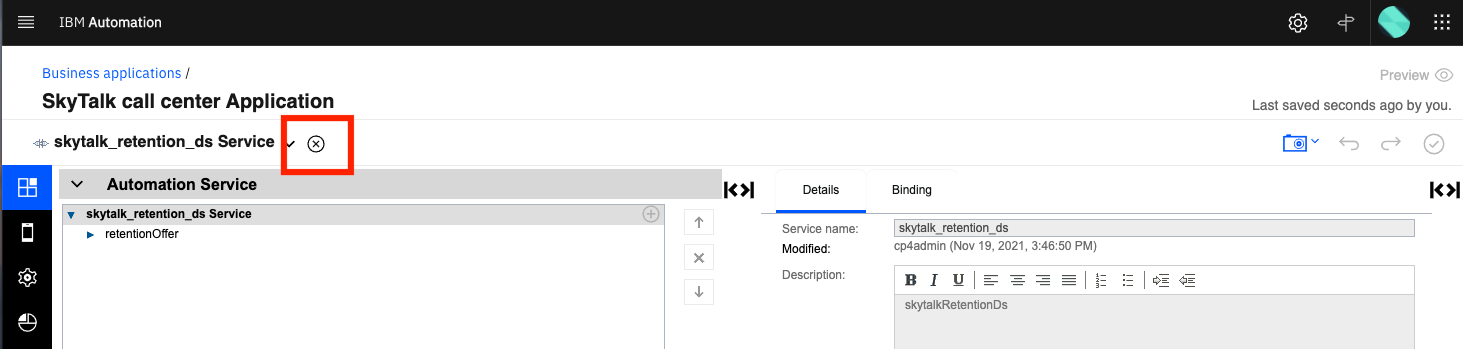 IBM Automation
Business applications /
Preview
SkyTalk call center Application
Last saved seconds ago by you.
skytalk_retention_ds Service
Automation Service
skytalk_retention_ds Service
retentionOffer
Details
Binding
Service name:
skytalk_retention_ds
Modified:
cp4admin (Nov 19, 2021, 3:46:50 PM)
Description:
B I U
skytalkRetentionDs